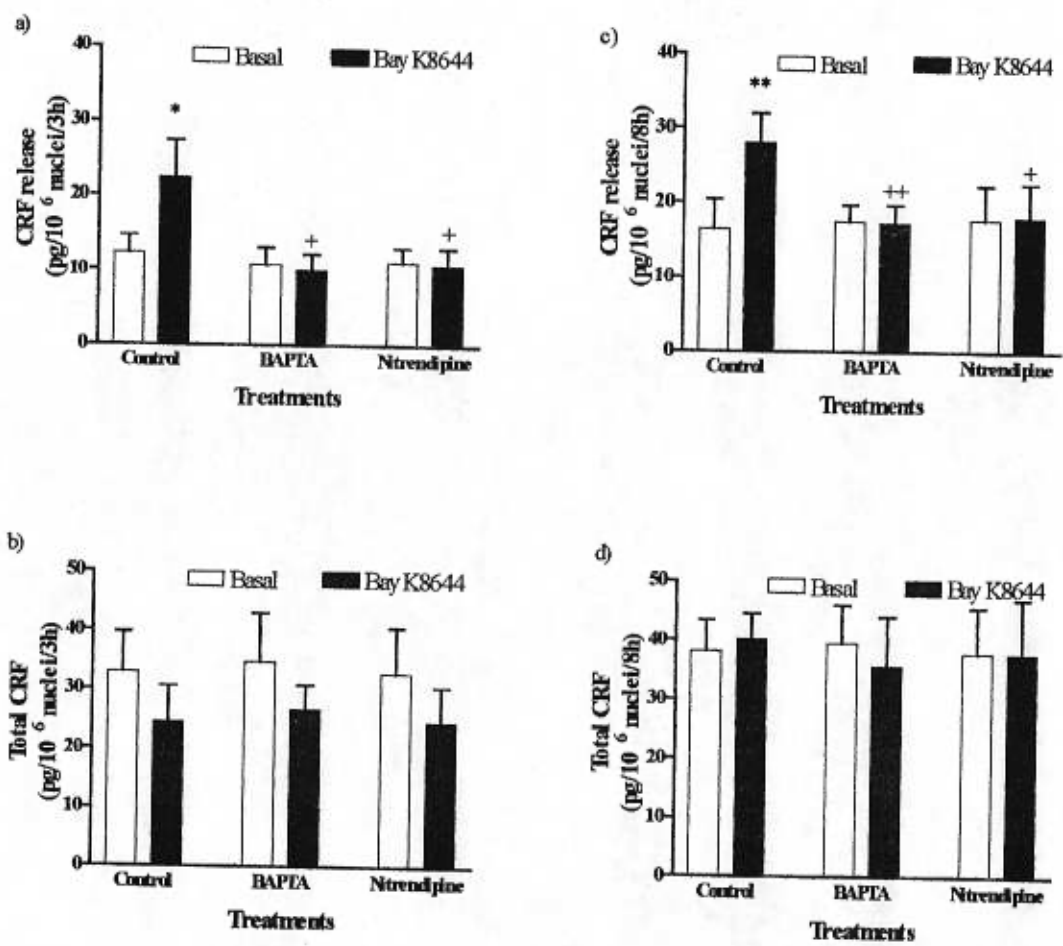 a)
40
30
20
10
0
CRF release
(pg/10 6 nuclei/3h)
Basal
Bay K8644
*
+
+
Control
BAPTA
Nitrendipine
Treatments
c)
40
30
20
10
0
CRF release
(pg/10 6 nuclei/8h)
Basal
Bay K8644
**
++
+
Control
BAPTA
Nitrendipine
Treatments
b)
50
40
30
20
10
0
Total CRF
(pg/10 6 nuclei/3h)
Basal
Bay K8644
Control
BAPTA
Nitrendipine
Treatments
d)
50
40
30
20
10
0
Total CRF
(pg/10 6 nuclei/8h)
Basal
Bay K8644
Control
BAPTA
Nitrendipine
Treatments